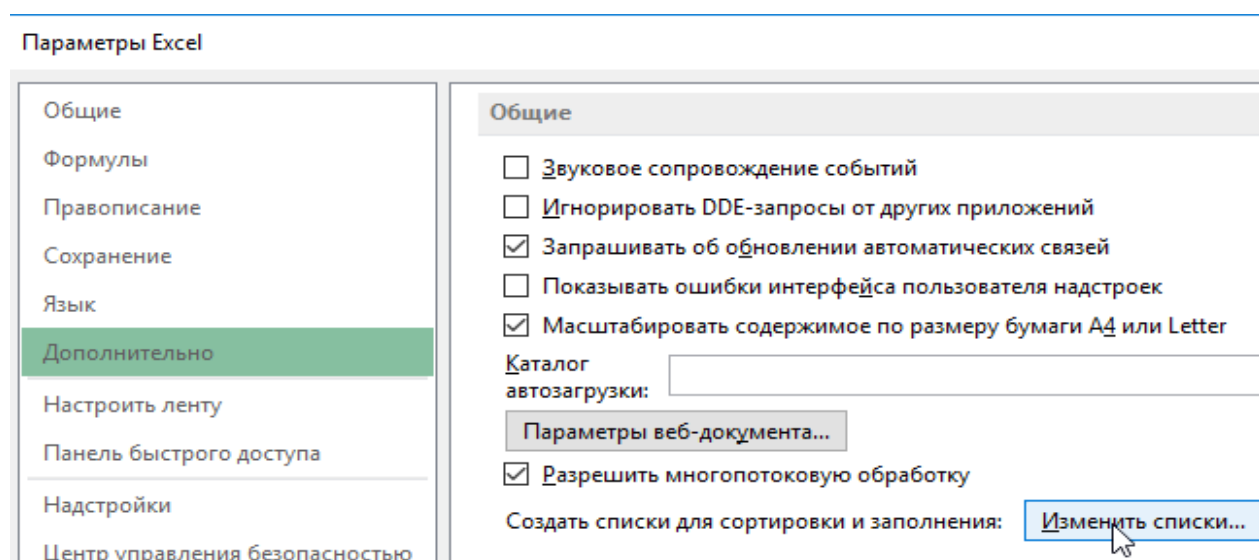 Параметры Excel
Общие
Формулы
Правописание
Сохранение
Язык
Дополнительно
Настроить ленту
Панель быстрого доступа
Надстройки
Центр управления безопасностью
Общие
Звуковое сопровождение событий
Игнорировать DDE-запросы от других приложений
Запрашивать об обновлении автоматических связей
Показывать ошибки интерфейса пользователя надстроек
Масштабировать содержимое по размеру бумаги A4 или Letter
Каталог
автозагрузки:
Параметры веб-документа...
Разрешить многопотоковую обработку
Создать списки для сортировки и заполнения: Изменить списки...